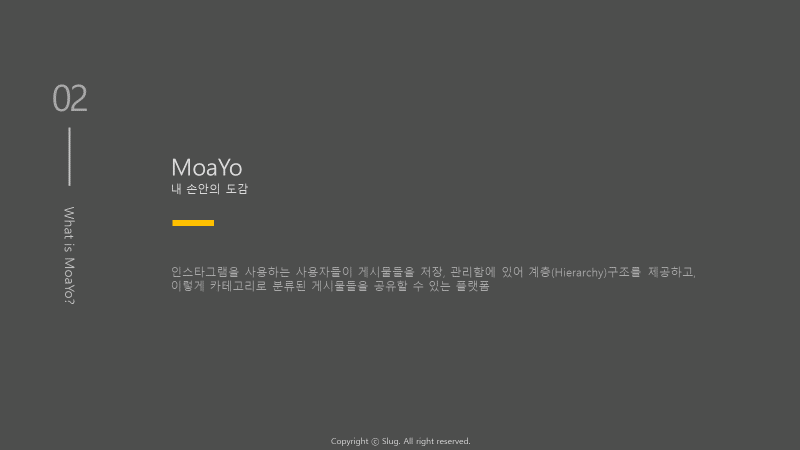 02
What is MoaYo?
MoaYo
내 손안의 도감
인스타그램을 사용하는 사용자들이 게시물들을 저장, 관리함에 있어 계층(Hierarchy)구조를 제공하고,
이렇게 카테고리로 분류된 게시물들을 공유할 수 있는 플랫폼
Copyright ⓒ Slug. All right reserved.